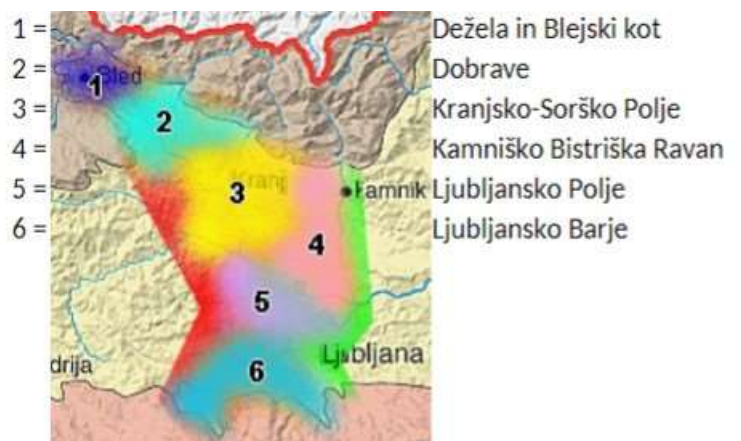 1 = Dežela in Blejski kot
2 = Dobrave
3 = Kranjsko-Sorško Polje
4 = Kamniško Bistriška Ravan
5 = Ljubljansko Polje
6 = Ljubljansko Barje
Bled
1
2
Kranj
3
Kamnik
4
5
Ljubljana
drija
6